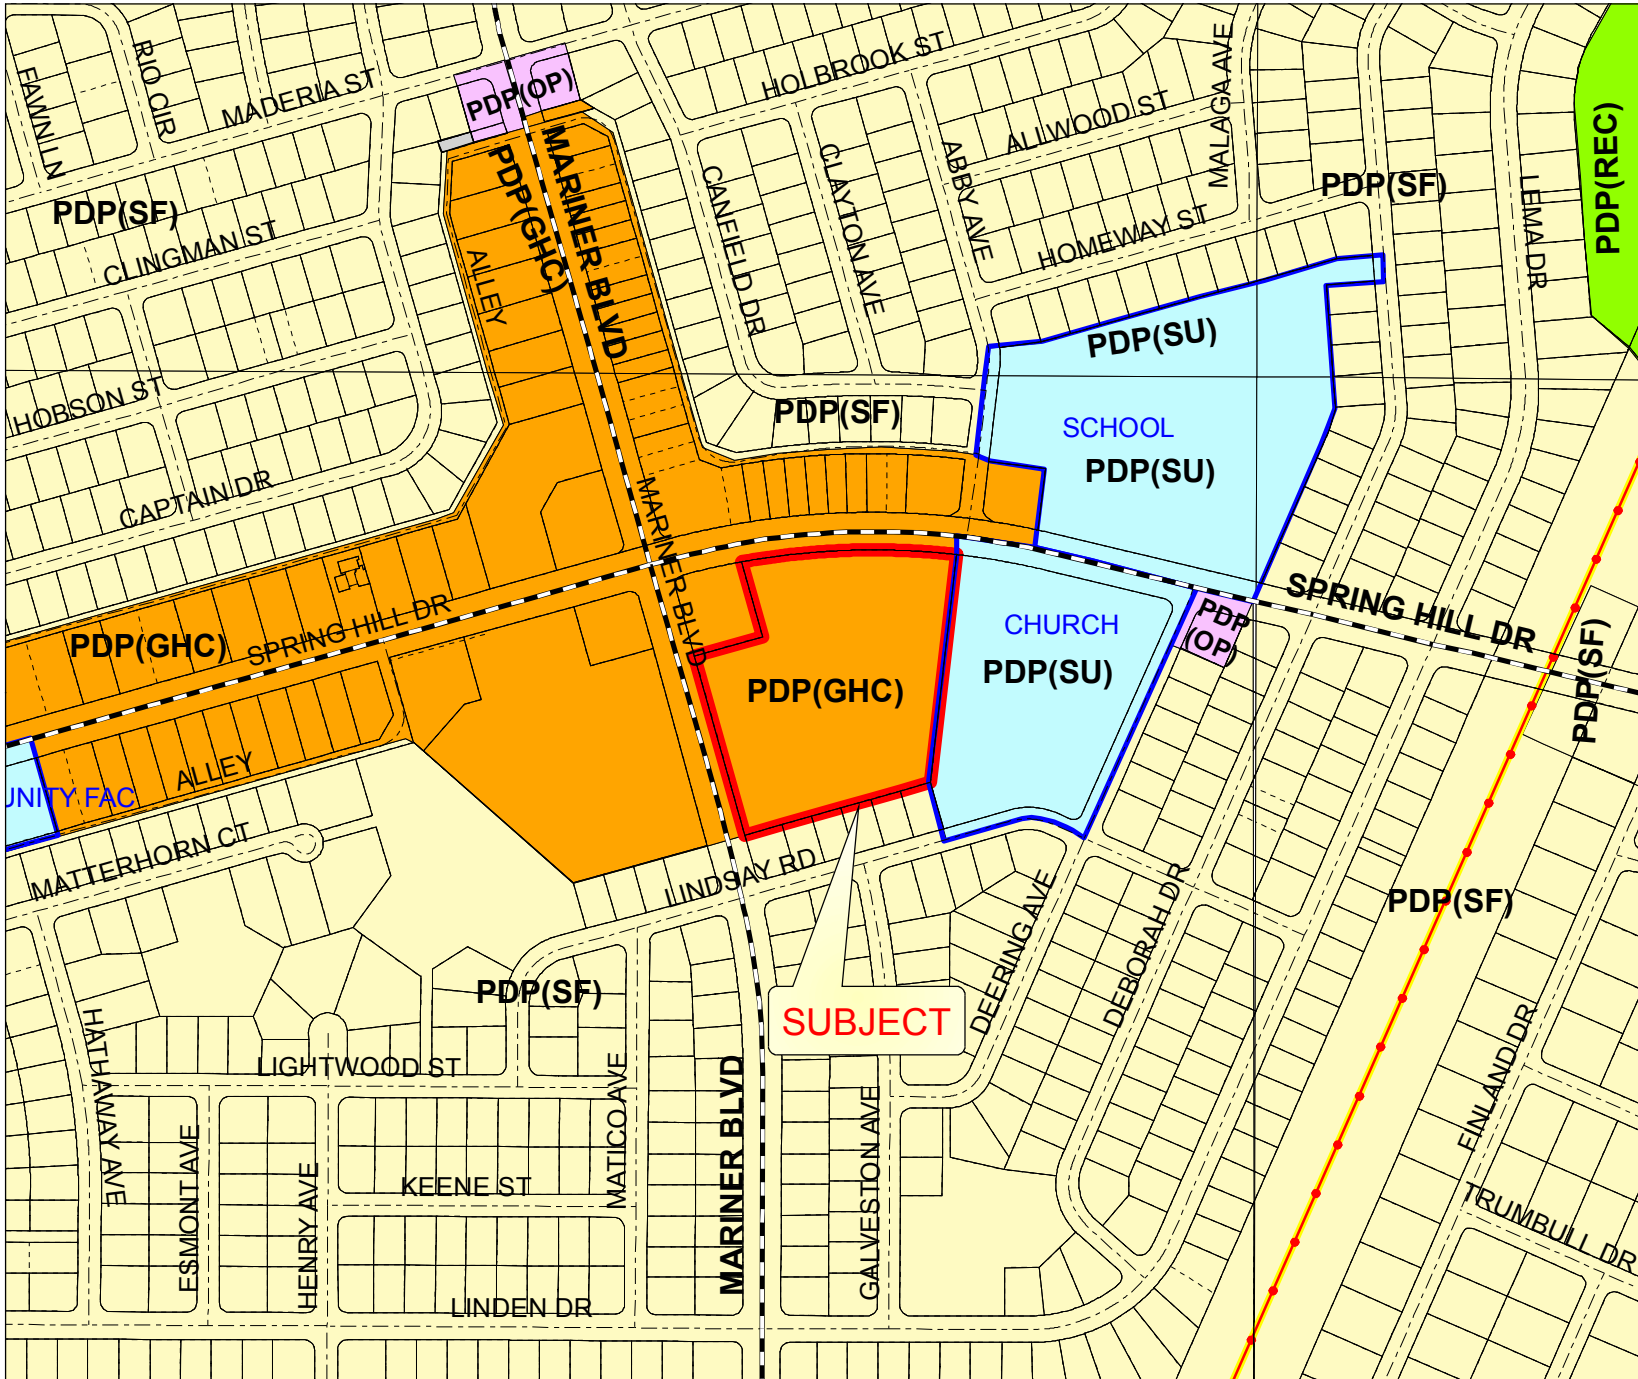 FAWN LN
RIO CIR
MADERIA ST
PDP(OP)
HOLBROOK ST
MALAGA AVE
ALLWOOD ST
PDP(REC)
MARINER BLVD
PDP(GHC)
CANFIELD DR
CLAYTON AVE
ABBY AVE
PDP(SF)
LEMA DR
PDP(SF)
CLINGMAN ST
ALLEY
HOMEWAY ST
PDP(SU)
HOBSON ST
PDP(SF)
SCHOOL
PDP(SU)
CAPTAIN DR
MARINER BLVD
SPRING HILL DR
PDP
(OP)
SPRING HILL DR
PDP(SF)
PDP(GHC)
CHURCH
PDP(SU)
PDP(GHC)
ALLEY
UNITY FAC
MATTERHORN CT
LINDSAY RD
DEERING AVE
DEBORAH DR
PDP(SF)
PDP(SF)
SUBJECT
HATHAWAY AVE
LIGHTWOOD ST
MATICO AVE
MARINER BLVD
GALVESTON AVE
FINLAND DR
ESMONT AVE
HENRY AVE
KEENE ST
TRUMBULL DR
LINDEN DR